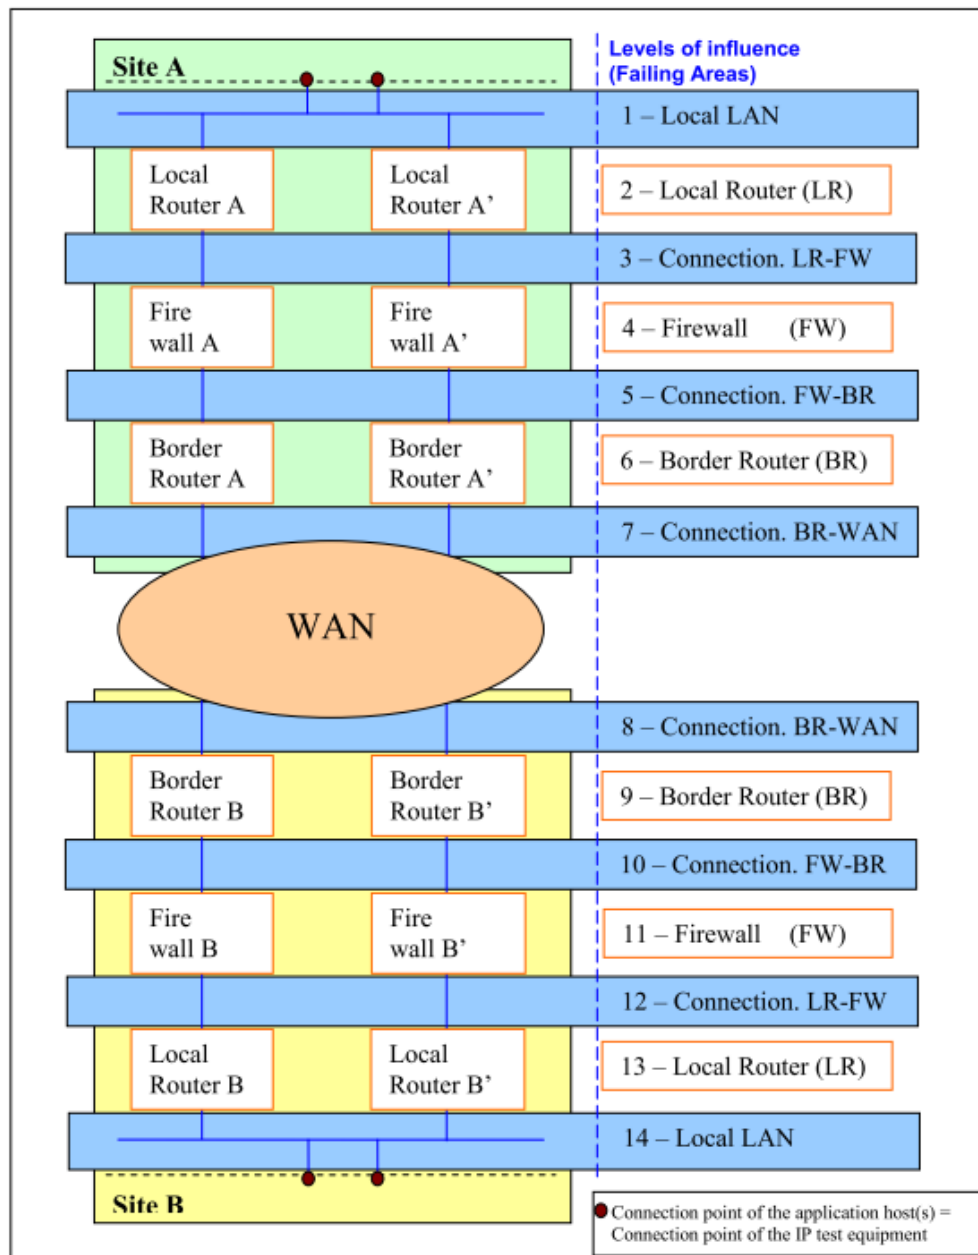 Site A
Levels of influence
(Failing Areas)
1 – Local LAN
Local
Router A
Local
Router A’
2 – Local Router (LR)
3 – Connection. LR-FW
Fire
wall A
Fire
wall A’
4 – Firewall (FW)
5 – Connection. FW-BR
Border
Router A
Border
Router A’
6 – Border Router (BR)
7 – Connection. BR-WAN
WAN
8 – Connection. BR-WAN
Border
Router B
Border
Router B’
9 – Border Router (BR)
10 – Connection. FW-BR
Fire
wall B
Fire
wall B’
11 – Firewall (FW)
12 – Connection. LR-FW
Local
Router B
Local
Router B’
13 – Local Router (LR)
14 – Local LAN
Site B
Connection point of the application host(s) =
Connection point of the IP test equipment